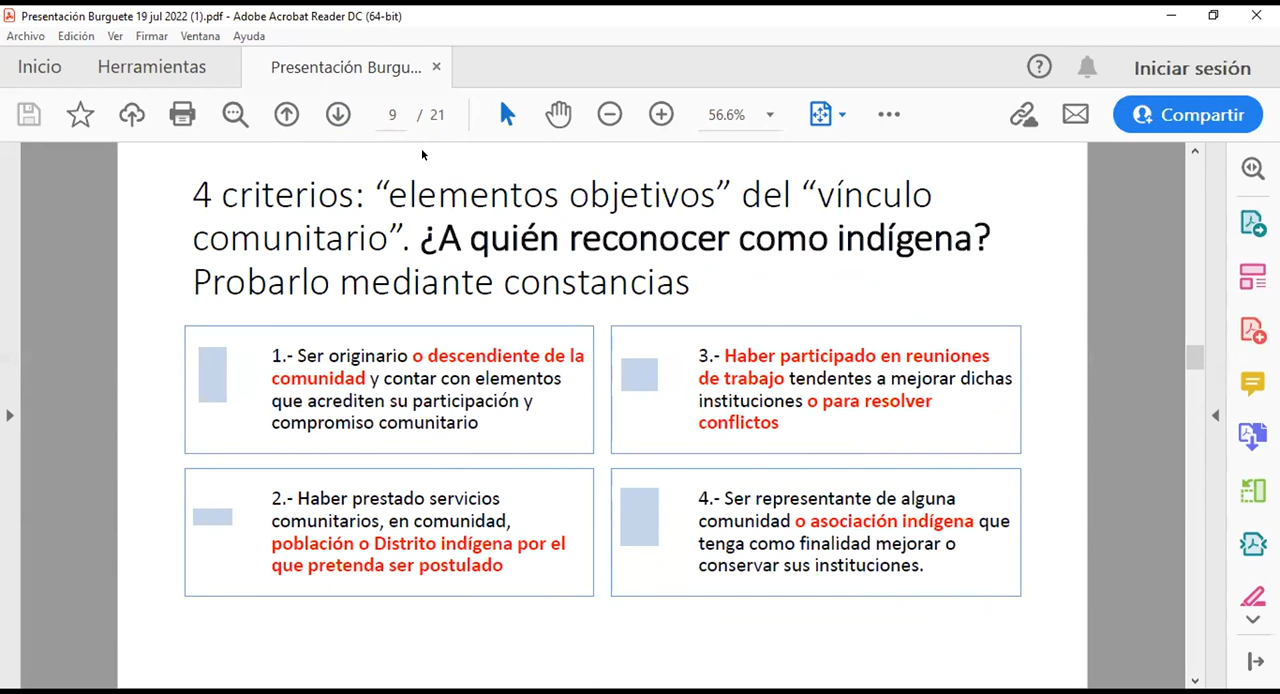 Presentación Burguete 19 jul 2022 (1).pdf - Adobe Acrobat Reader DC (64-bit)
Archivo Edición Ver Firmar Ventana Ayuda
Inicio Herramientas Presentación Burgu... × Iniciar sesión
9 / 21 56.6% Compartir
4 criterios: “elementos objetivos” del “vínculo
comunitario”. ¿A quién reconocer como indígena?
Probarlo mediante constancias
1.- Ser originario o descendiente de la
comunidad y contar con elementos
que acrediten su participación y
compromiso comunitario
2.- Haber prestado servicios
comunitarios, en comunidad,
población o Distrito indígena por el
que pretenda ser postulado
3.- Haber participado en reuniones
de trabajo tendentes a mejorar dichas
instituciones o para resolver
conflictos
4.- Ser representante de alguna
comunidad o asociación indígena que
tenga como finalidad mejorar o
conservar sus instituciones.